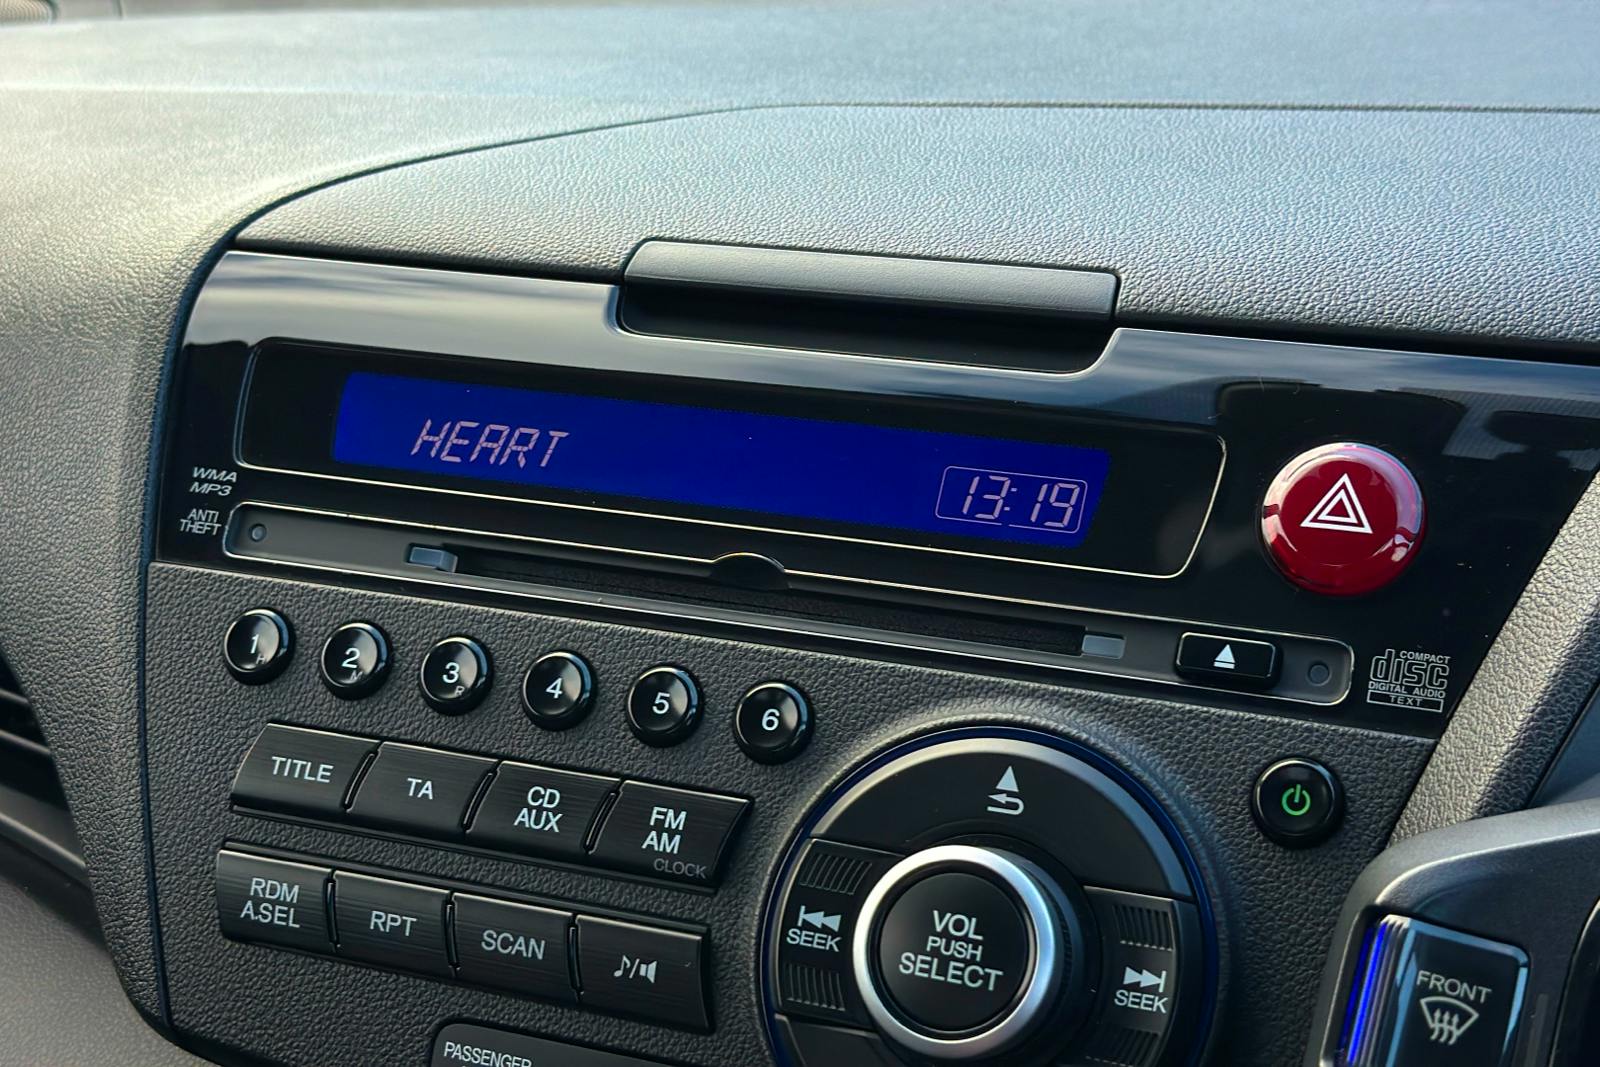 HEART
13:19
WMA
MP3
ANTI
THEFT
COMPACT
disc
DIGITAL AUDIO
TEXT
1 H
2 M
3 R
4
5
6
TITLE
TA
CD
AUX
FM
AM
CLOCK
RDM
A.SEL
RPT
SCAN
SEEK
VOL
PUSH
SELECT
SEEK
FRONT
PASSENGER